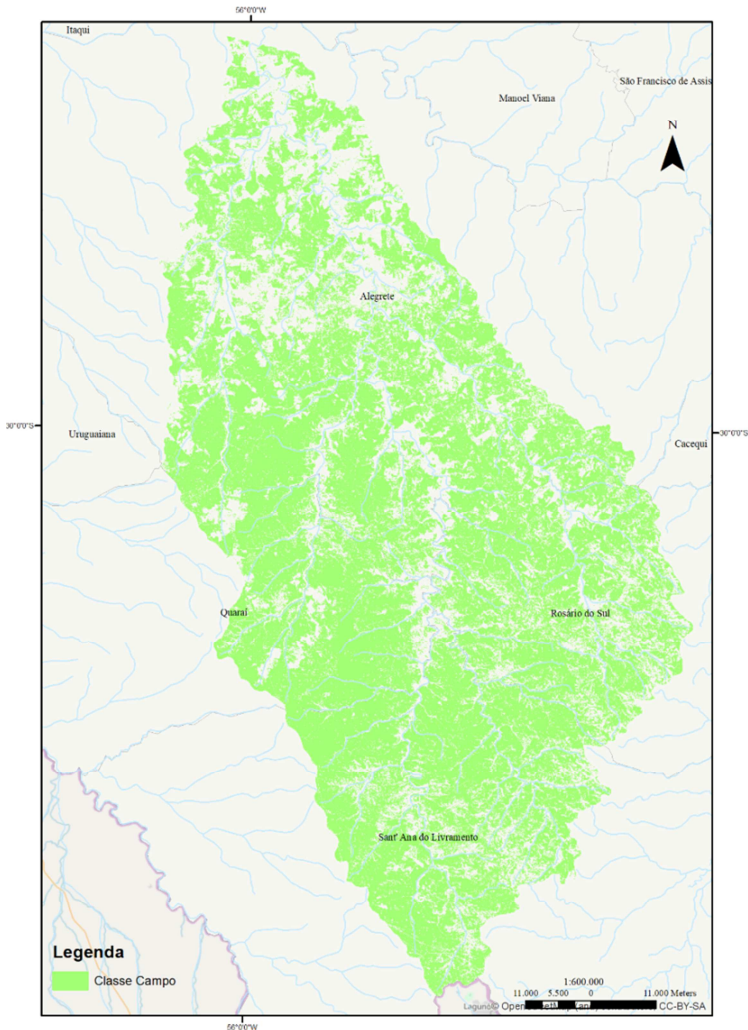 56°0'0"W
Itaqui
São Francisco de Assis
Manoel Viana
N
Alegrete
30°0'0"S
30°0'0"S
Uruguaiana
Cacequi
Quaraí
Rosário do Sul
Sant' Ana do Livramento
Legenda
Classe Campo
1:600.000
11.000 5.500 0 11.000 Meters
CC-BY-SA
56°0'0"W